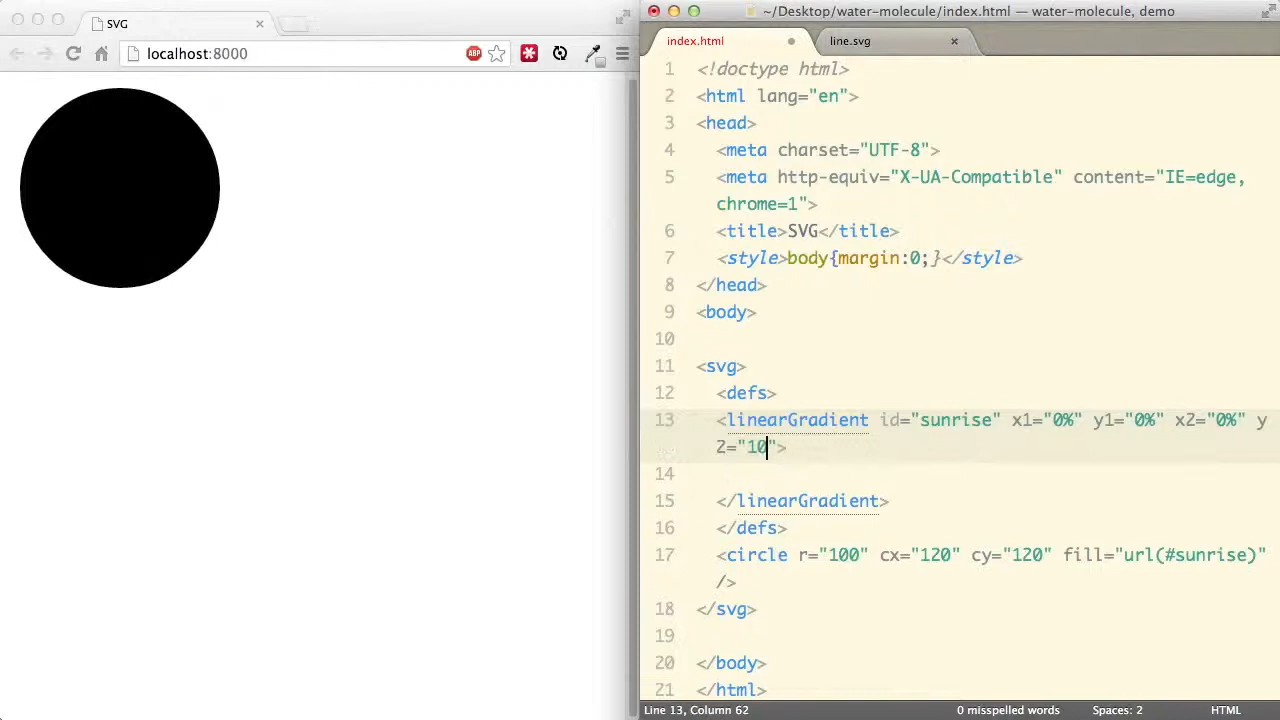 SVG
localhost:8000
ABP
~/Desktop/water-molecule/index.html — water-molecule, demo
index.html
line.svg
1 <!doctype html>
2 <html lang="en">
3 <head>
4 <meta charset="UTF-8">
5 <meta http-equiv="X-UA-Compatible" content="IE=edge,
chrome=1">
6 <title>SVG</title>
7 <style>body{margin:0;}</style>
8 </head>
9 <body>
10
11 <svg>
12 <defs>
13 <linearGradient id="sunrise" x1="0%" y1="0%" x2="0%" y
2="10">
14
15 </linearGradient>
16 </defs>
17 <circle r="100" cx="120" cy="120" fill="url(#sunrise)"
/>
18 </svg>
19
20 </body>
21 </html>
Line 13, Column 62
0 misspelled words
Spaces: 2
HTML